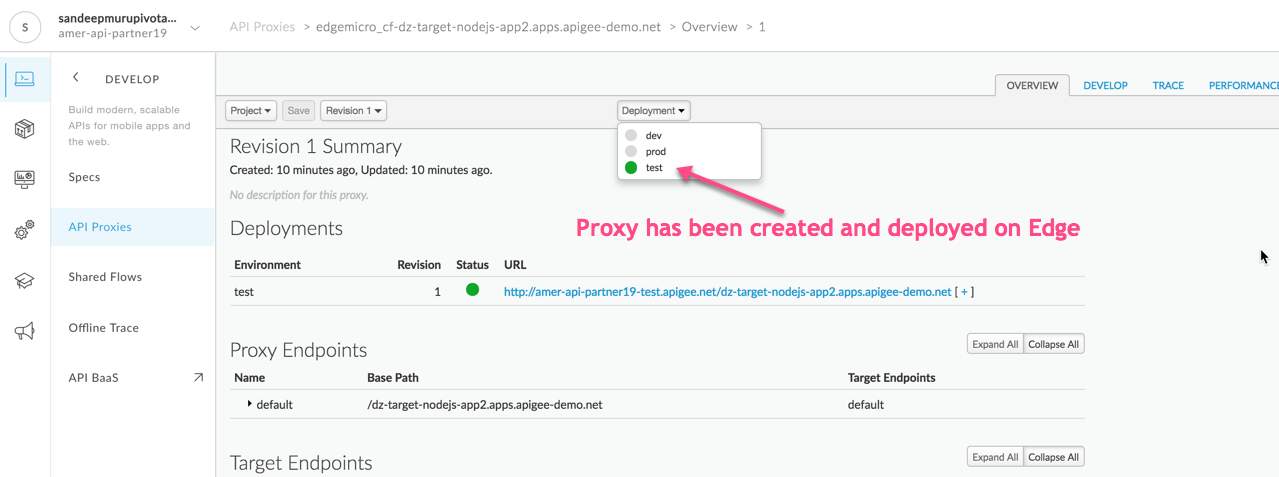 S
sandeepmurupivota...
amer-api-partner19
API Proxies > edgemicro_cf-dz-target-nodejs-app2.apps.apigee-demo.net > Overview > 1
DEVELOP
Build modern, scalable
APIs for mobile apps and
the web.
Specs
API Proxies
Shared Flows
Offline Trace
API BaaS
OVERVIEW DEVELOP TRACE PERFORMANCE
Project Save Revision 1 Deployment
dev
prod
test
Revision 1 Summary
Created: 10 minutes ago, Updated: 10 minutes ago.
No description for this proxy.
Proxy has been created and deployed on Edge
Deployments
Environment Revision Status URL
test 1 http://amer-api-partner19-test.apigee.net/dz-target-nodejs-app2.apps.apigee-demo.net [ + ]
Proxy Endpoints Expand All Collapse All
Name Base Path Target Endpoints
default /dz-target-nodejs-app2.apps.apigee-demo.net default
Target Endpoints Expand All Collapse All